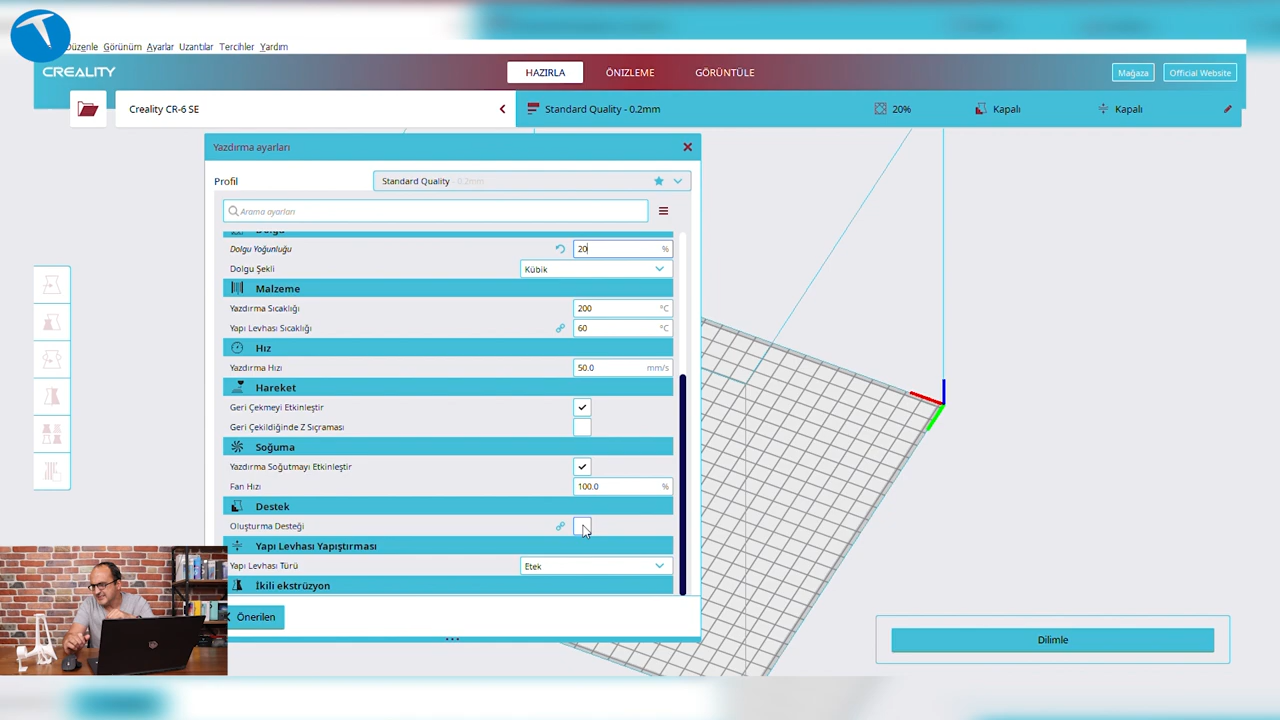 Düzenle Görünüm Ayarlar Uzantılar Tercihler Yardım
CREALITY
HAZIRLA ÖNİZLEME GÖRÜNTÜLE
Mağaza Official Website
Creality CR-6 SE
Standard Quality - 0.2mm 20% Kapalı Kapalı
Yazdırma ayarları
Profil Standard Quality - 0.2mm
Arama ayarları
Dolgu
Dolgu Yoğunluğu 20 %
Dolgu Şekli Kübik
Malzeme
Yazdırma Sıcaklığı 200 °C
Yapı Levhası Sıcaklığı 60 °C
Hız
Yazdırma Hızı 50.0 mm/s
Hareket
Geri Çekmeyi Etkinleştir
Geri Çekildiğinde Z Sıçraması
Soğuma
Yazdırma Soğutmayı Etkinleştir
Fan Hızı 100.0 %
Destek
Oluşturma Desteği
Yapı Levhası Yapıştırması
Yapı Levhası Türü Etek
İkili ekstrüzyon
Önerilen
Dilimle